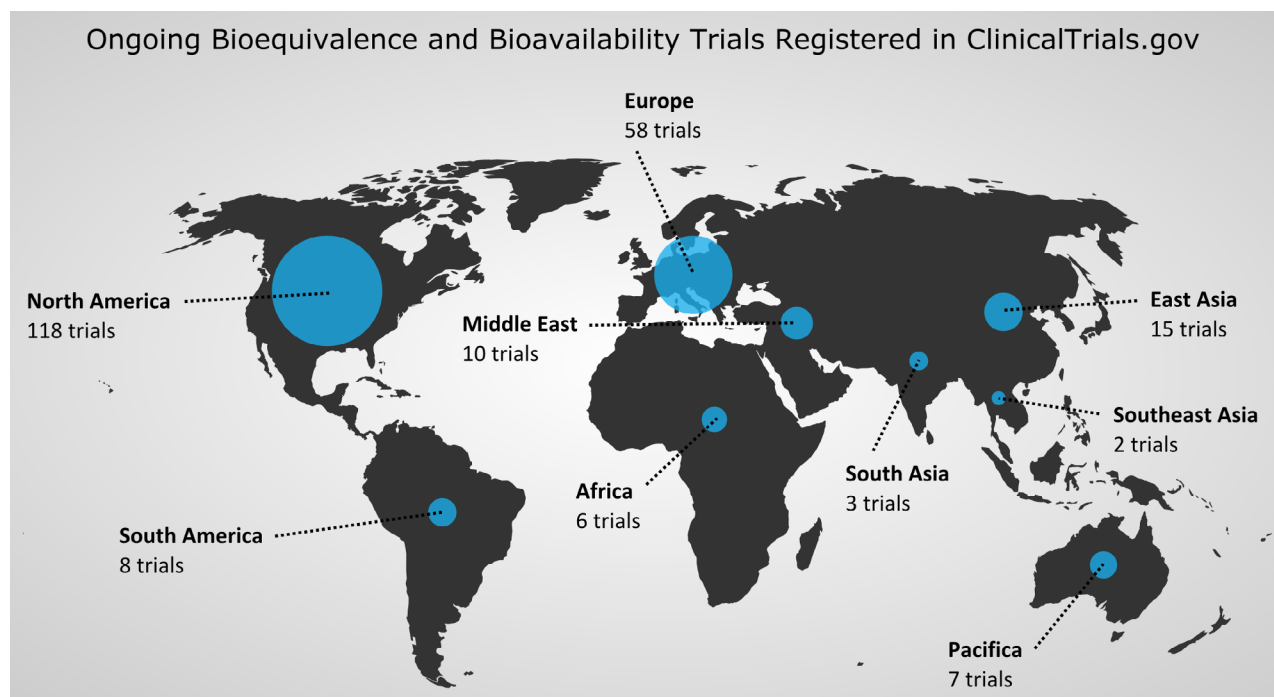 Ongoing Bioequivalence and Bioavailability Trials Registered in ClinicalTrials.gov
Europe
58 trials
North America
118 trials
Middle East
10 trials
East Asia
15 trials
Southeast Asia
2 trials
South Asia
3 trials
Africa
6 trials
South America
8 trials
Pacifica
7 trials